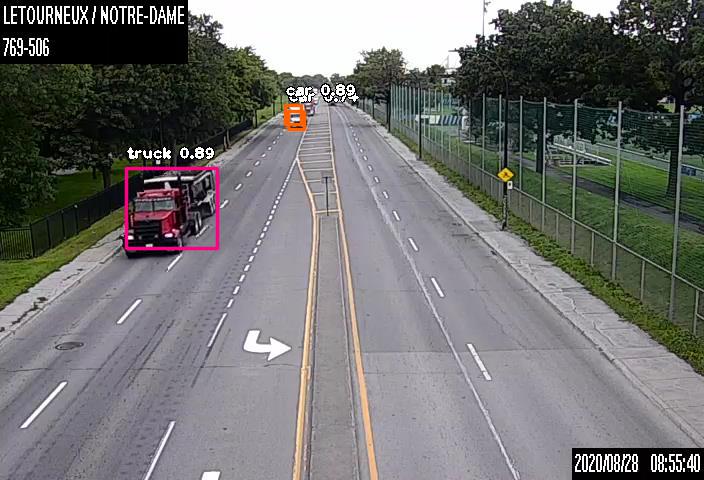 LETOURNEUX / NOTRE-DAME
769-506
car 0.89
truck 0.89
2020/08/28 08:55:40